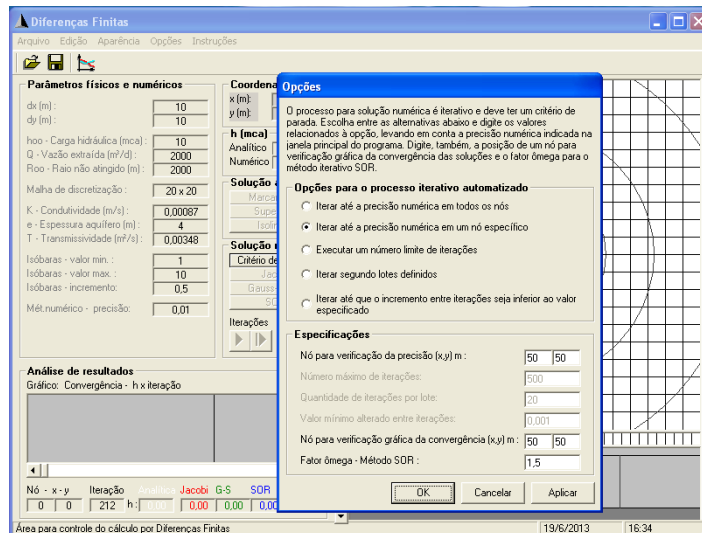 Diferenças Finitas
Arquivo Edição Aparência Opções Instruções
Parâmetros físicos e numéricos
dx (m) : 10
dy (m) : 10
hoo - Carga hidráulica (mca) : 10
Q - Vazão extraída (m³/d) : 2000
Roo - Raio não atingido (m) : 2000
Malha de discretização : 20 x 20
K - Condutividade (m/s) : 0,00087
e - Espessura aquífero (m) : 4
T - Transmissividade (m²/s) : 0,00348
Isóbaras - valor min. : 1
Isóbaras - valor max. : 10
Isóbaras - incremento: 0,5
Mét.numérico - precisão: 0,01
Coordena
x (m):
y (m):
h (mca)
Analítico
Numérico
Solução a
Marca
Supe
Isolin
Solução n
Critério de
Jac
Gauss-
SO
Iterações
Opções
O processo para solução numérica é iterativo e deve ter um critério de
parada. Escolha entre as alternativas abaixo e digite os valores
relacionados à opção, levando em conta a precisão numérica indicada na
janela principal do programa. Digite, também, a posição de um nó para
verificação gráfica da convergência das soluções e o fator ômega para o
método iterativo SOR.
Opções para o processo iterativo automatizado
Iterar até a precisão numérica em todos os nós
Iterar até a precisão numérica em um nó específico
Executar um número limite de iterações
Iterar segundo lotes definidos
Iterar até que o incremento entre iterações seja inferior ao valor
especificado
Especificações
Nó para verificação da precisão (x,y) m : 50 50
Número máximo de iterações: 500
Quantidade de iterações por lote: 20
Valor mínimo alterado entre iterações: 0,001
Nó para verificação gráfica da convergência (x,y) m : 50 50
Fator ômega - Método SOR : 1,5
OK Cancelar Aplicar
Análise de resultados
Gráfico: Convergência - h x iteração
Nó - x - y Iteração Analítica Jacobi G-S SOR
0 0 212 h: 0,00 0,00 0,00 0,00
Área para controle do cálculo por Diferenças Finitas 19/6/2013 16:34